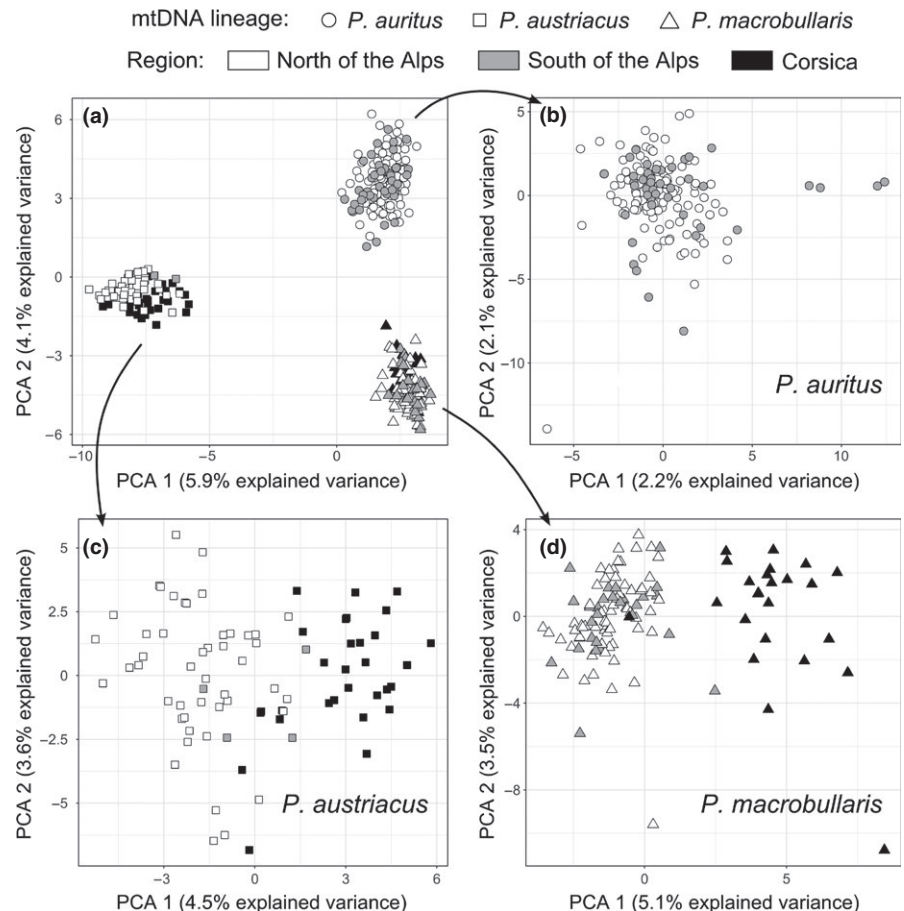 mtDNA lineage: P. auritus P. austriacus P. macrobullaris
Region: North of the Alps South of the Alps Corsica
(a)
6
3
0
−3
−6
PCA 2 (4.1% explained variance)
−10
−5
0
PCA 1 (5.9% explained variance)
(b)
5
0
−5
−10
PCA 2 (2.1% explained variance)
P. auritus
−5
0
5
10
PCA 1 (2.2% explained variance)
(c)
5
2.5
0
−2.5
−5
PCA 2 (3.6% explained variance)
P. austriacus
−3
0
3
6
PCA 1 (4.5% explained variance)
(d)
4
0
−4
−8
PCA 2 (3.5% explained variance)
P. macrobullaris
0
5
PCA 1 (5.1% explained variance)